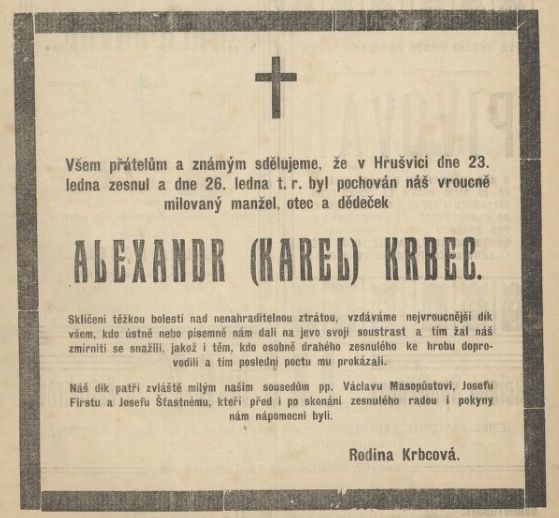 Všem přátelům a známým sdělujeme, že v Hrušvici dne 23.
ledna zesnul a dne 26. ledna t. r. byl pochován náš vroucně
milovaný manžel, otec a dědeček
ALEXANDR (KAREL) KRBEC.
Sklíčeni těžkou bolestí nad nenahraditelnou ztrátou, vzdáváme nejvroucnější dík
všem, kdo ústně nebo písemně nám dali na jevo svoji soustrast a tím žal náš
zmírniti se snažili, jakož i těm, kdo osobně drahého zesnulého ke hrobu dopro-
vodili a tím poslední poctu mu prokázali.
Náš dík patří zvláště milým našim sousedům pp. Václavu Masopůstovi, Josefu
Firstu a Josefu Šťastnému, kteří před i po skonání zesnulého radou i pokyny
nám nápomocni byli.
Rodina Krbcová.